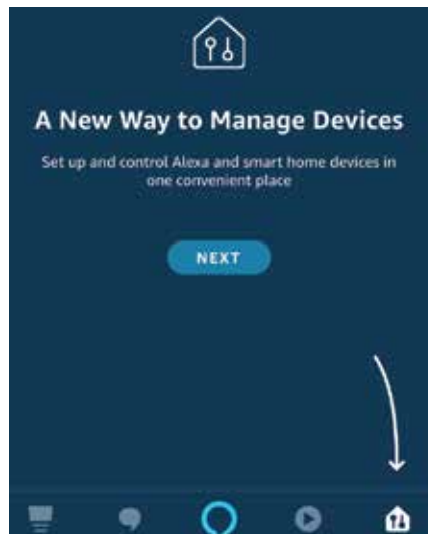 A New Way to Manage Devices
Set up and control Alexa and smart home devices in
one convenient place
NEXT